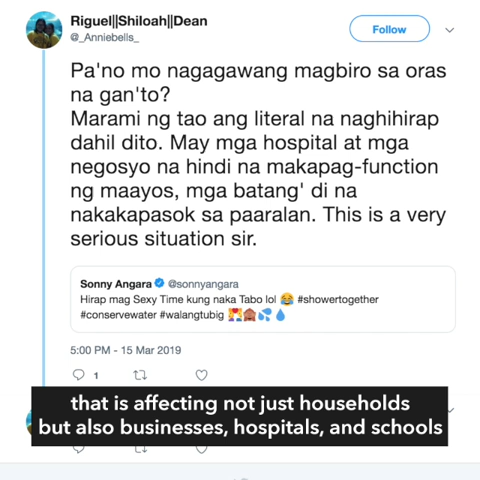 Riguel||Shiloah||Dean
@_Anniebells_
Follow
Pa'no mo nagagawang magbiro sa oras
na gan'to?
Marami ng tao ang literal na naghihirap
dahil dito. May mga hospital at mga
negosyo na hindi na makapag-function
ng maayos, mga batang' di na
nakakapasok sa paaralan. This is a very
serious situation sir.
Sonny Angara @sonnyangara
Hirap mag Sexy Time kung naka Tabo lol 😂 #showertogether
#conservewater #walangtubig
5:00 PM - 15 Mar 2019
1
that is affecting not just households
but also businesses, hospitals, and schools